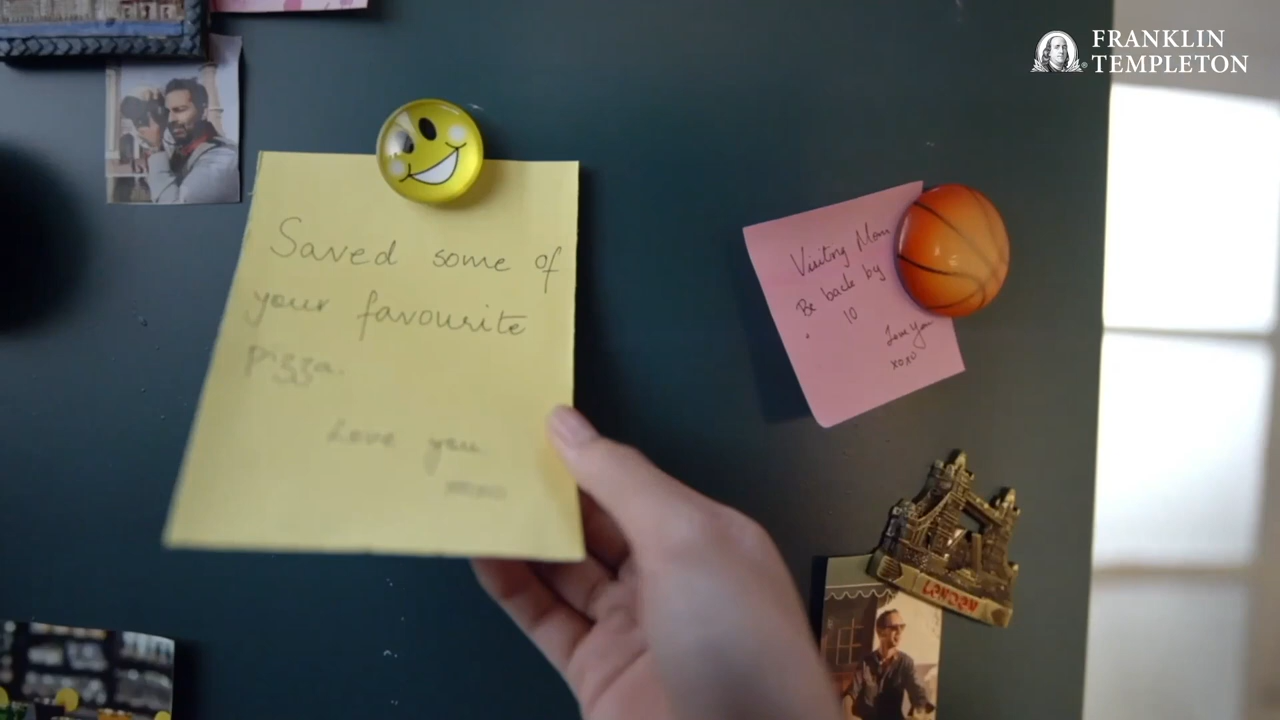 FRANKLIN
TEMPLETON
Saved some of
your favourite
pizza.
Love you
xoxo
Visiting Mom
Be back by
10
Love you
xoxo
LONDON